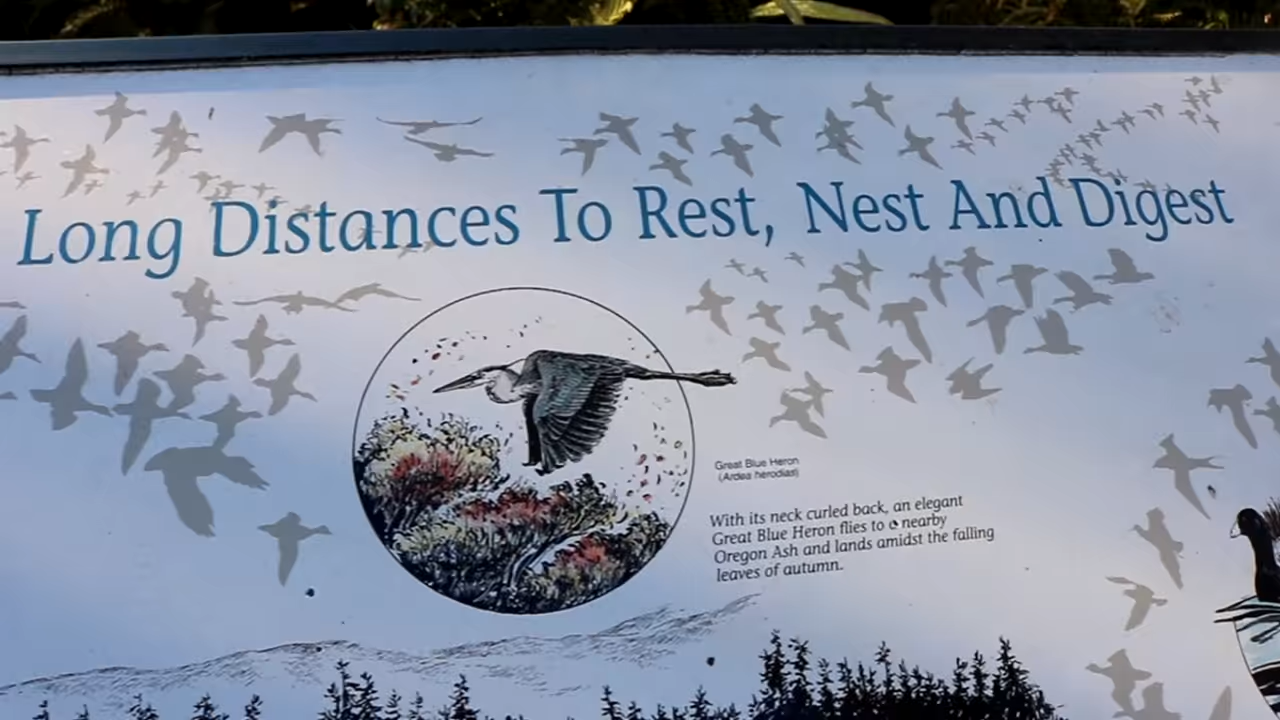 Long Distances To Rest, Nest And Digest
Great Blue Heron
(Ardea herodias)
With its neck curled back, an elegant
Great Blue Heron flies to a nearby
Oregon Ash and lands amidst the falling
leaves of autumn.